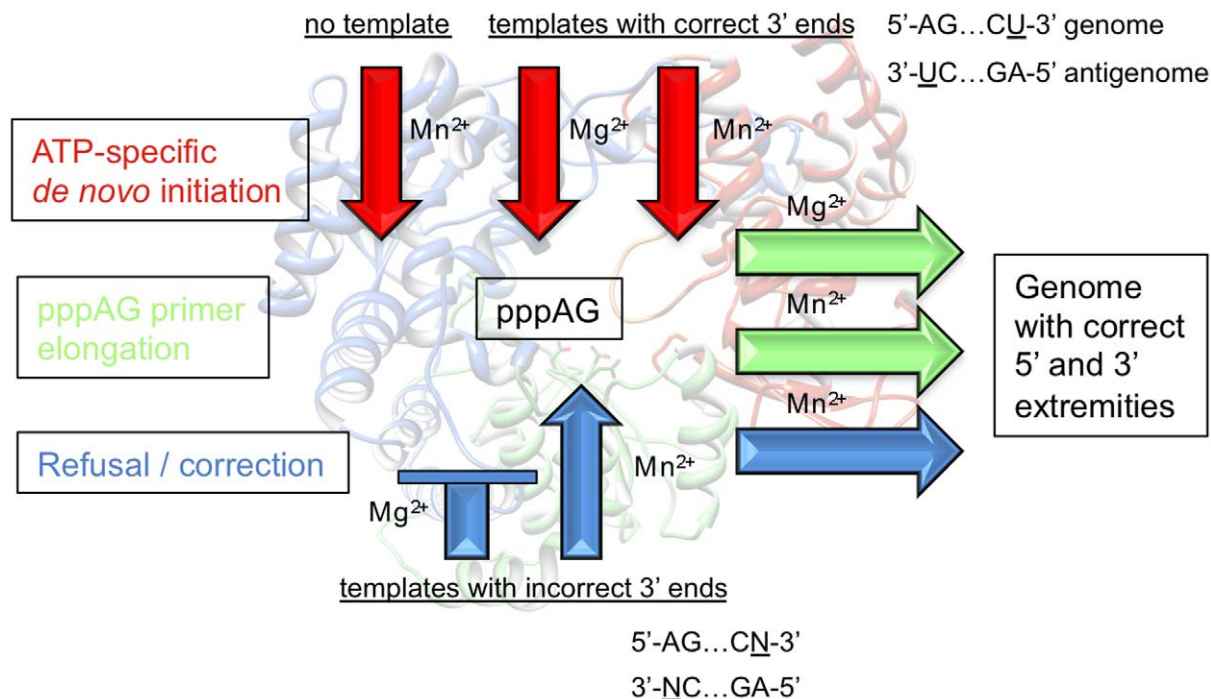 no template
templates with correct 3’ ends
5’-AG…CU-3’ genome
3’-UC…GA-5’ antigenome
Mn2+
Mg2+
Mn2+
ATP-specific
de novo initiation
Mg2+
pppAG primer
elongation
pppAG
Mn2+
Genome
with correct
5’ and 3’
extremities
Mn2+
Refusal / correction
Mn2+
Mg2+
templates with incorrect 3’ ends
5’-AG…CN-3’
3’-NC…GA-5’